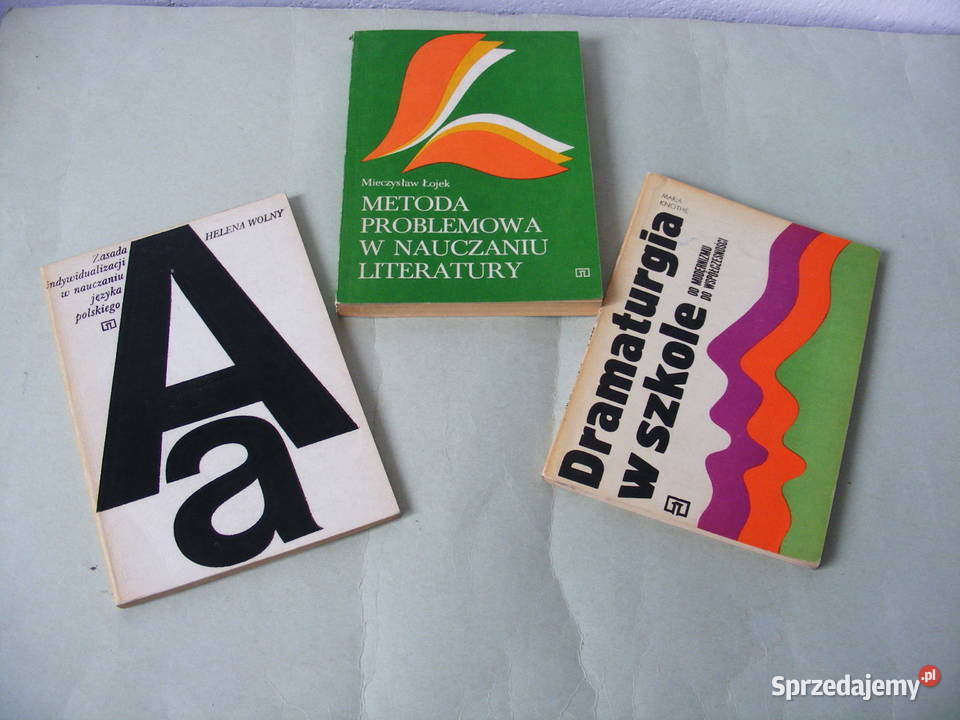 Zasada
indywidualizacji
w nauczaniu
języka
polskiego
HELENA WOLNY
Aa
Mieczysław Łojek
METODA
PROBLEMOWA
W NAUCZANIU
LITERATURY
MARIA
KNOTHE
Dramaturgia
w szkole
OD MODERNIZMU
DO WSPÓŁCZESNOŚCI
Sprzedajemy.pl